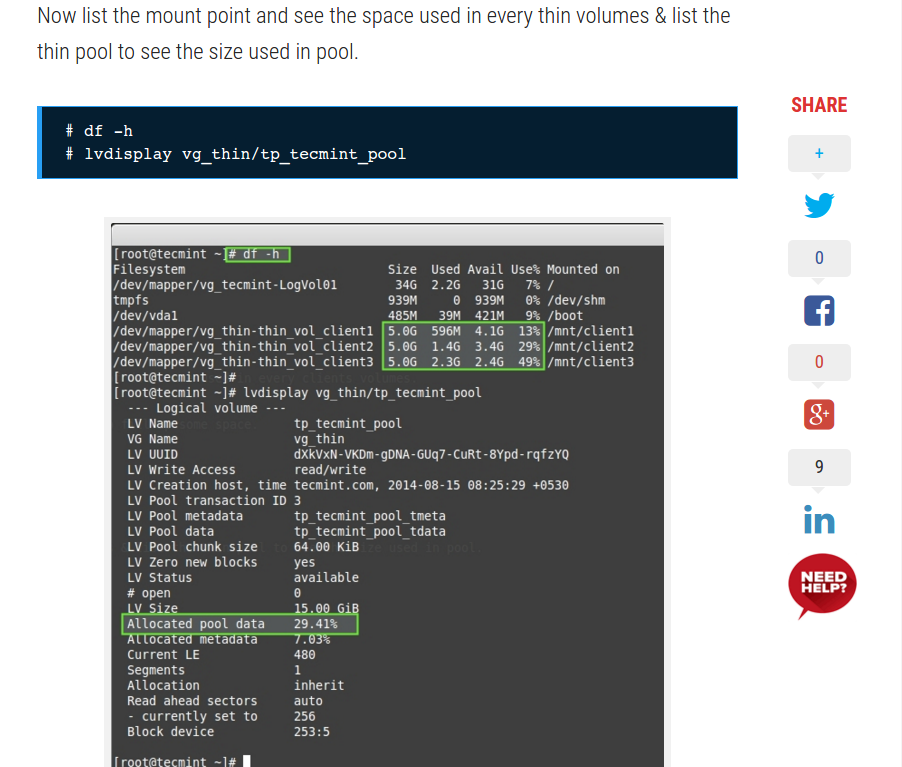 Now list the mount point and see the space used in every thin volumes & list the
thin pool to see the size used in pool.
# df -h
# lvdisplay vg_thin/tp_tecmint_pool
[root@tecmint ~]# df -h
Filesystem Size Used Avail Use% Mounted on
/dev/mapper/vg_tecmint-LogVol01 34G 2.2G 31G 7% /
tmpfs 939M 0 939M 0% /dev/shm
/dev/vda1 485M 39M 421M 9% /boot
/dev/mapper/vg_thin-thin_vol_client1 5.0G 596M 4.1G 13% /mnt/client1
/dev/mapper/vg_thin-thin_vol_client2 5.0G 1.4G 3.4G 29% /mnt/client2
/dev/mapper/vg_thin-thin_vol_client3 5.0G 2.3G 2.4G 49% /mnt/client3
[root@tecmint ~]#
[root@tecmint ~]# lvdisplay vg_thin/tp_tecmint_pool
--- Logical volume ---
LV Name tp_tecmint_pool
VG Name vg_thin
LV UUID dXkVxN-VKDm-gDNA-GUq7-CuRt-8Ypd-rqfzYQ
LV Write Access read/write
LV Creation host, time tecmint.com, 2014-08-15 08:25:29 +0530
LV Pool transaction ID 3
LV Pool metadata tp_tecmint_pool_tmeta
LV Pool data tp_tecmint_pool_tdata
LV Pool chunk size 64.00 KiB
LV Zero new blocks yes
LV Status available
# open 0
LV Size 15.00 GiB
Allocated pool data 29.41%
Allocated metadata 7.03%
Current LE 480
Segments 1
Allocation inherit
Read ahead sectors auto
- currently set to 256
Block device 253:5
[root@tecmint ~]#
SHARE
+
0
0
g+
9
in
NEED
HELP?